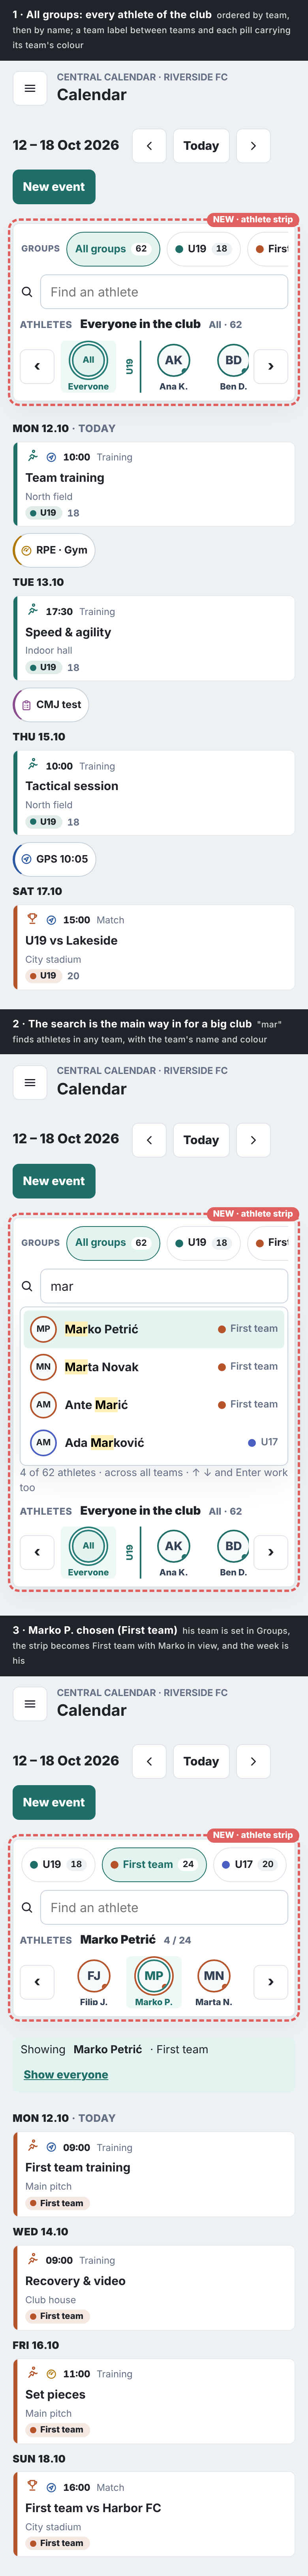 1 · All groups: every athlete of the club ordered by team,
then by name; a team label between teams and each pill carrying
its team's colour
CENTRAL CALENDAR · RIVERSIDE FC
Calendar
12 – 18 Oct 2026
Today
New event
NEW · athlete strip
GROUPS All groups 62 U19 18
Find an athlete
ATHLETES Everyone in the club All · 62
All U19 AK BD
Everyone Ana K. Ben D.
MON 12.10 · TODAY
10:00 Training
Team training
North field
U19 18
RPE · Gym
TUE 13.10
17:30 Training
Speed & agility
Indoor hall
U19 18
CMJ test
THU 15.10
10:00 Training
Tactical session
North field
U19 18
GPS 10:05
SAT 17.10
15:00 Match
U19 vs Lakeside
City stadium
U19 20
2 · The search is the main way in for a big club "mar"
finds athletes in any team, with the team's name and colour
CENTRAL CALENDAR · RIVERSIDE FC
Calendar
12 – 18 Oct 2026
Today
New event
NEW · athlete strip
GROUPS All groups 62 U19 18
mar
MP Marko Petrić First team
MN Marta Novak First team
AM Ante Marić First team
AM Ada Marković U17
4 of 62 athletes · across all teams · ↑ ↓ and Enter work
too
ATHLETES Everyone in the club All · 62
All U19 AK BD
Everyone Ana K. Ben D.
3 · Marko P. chosen (First team) his team is set in Groups,
the strip becomes First team with Marko in view, and the week is
his
CENTRAL CALENDAR · RIVERSIDE FC
Calendar
12 – 18 Oct 2026
Today
New event
NEW · athlete strip
U19 18 First team 24 U17 20
Find an athlete
ATHLETES Marko Petrić 4 / 24
FJ MP MN
Filip J. Marko P. Marta N.
Showing Marko Petrić · First team
Show everyone
MON 12.10 · TODAY
09:00 Training
First team training
Main pitch
First team
WED 14.10
09:00 Training
Recovery & video
Club house
First team
FRI 16.10
11:00 Training
Set pieces
Main pitch
First team
SUN 18.10
16:00 Match
First team vs Harbor FC
City stadium
First team